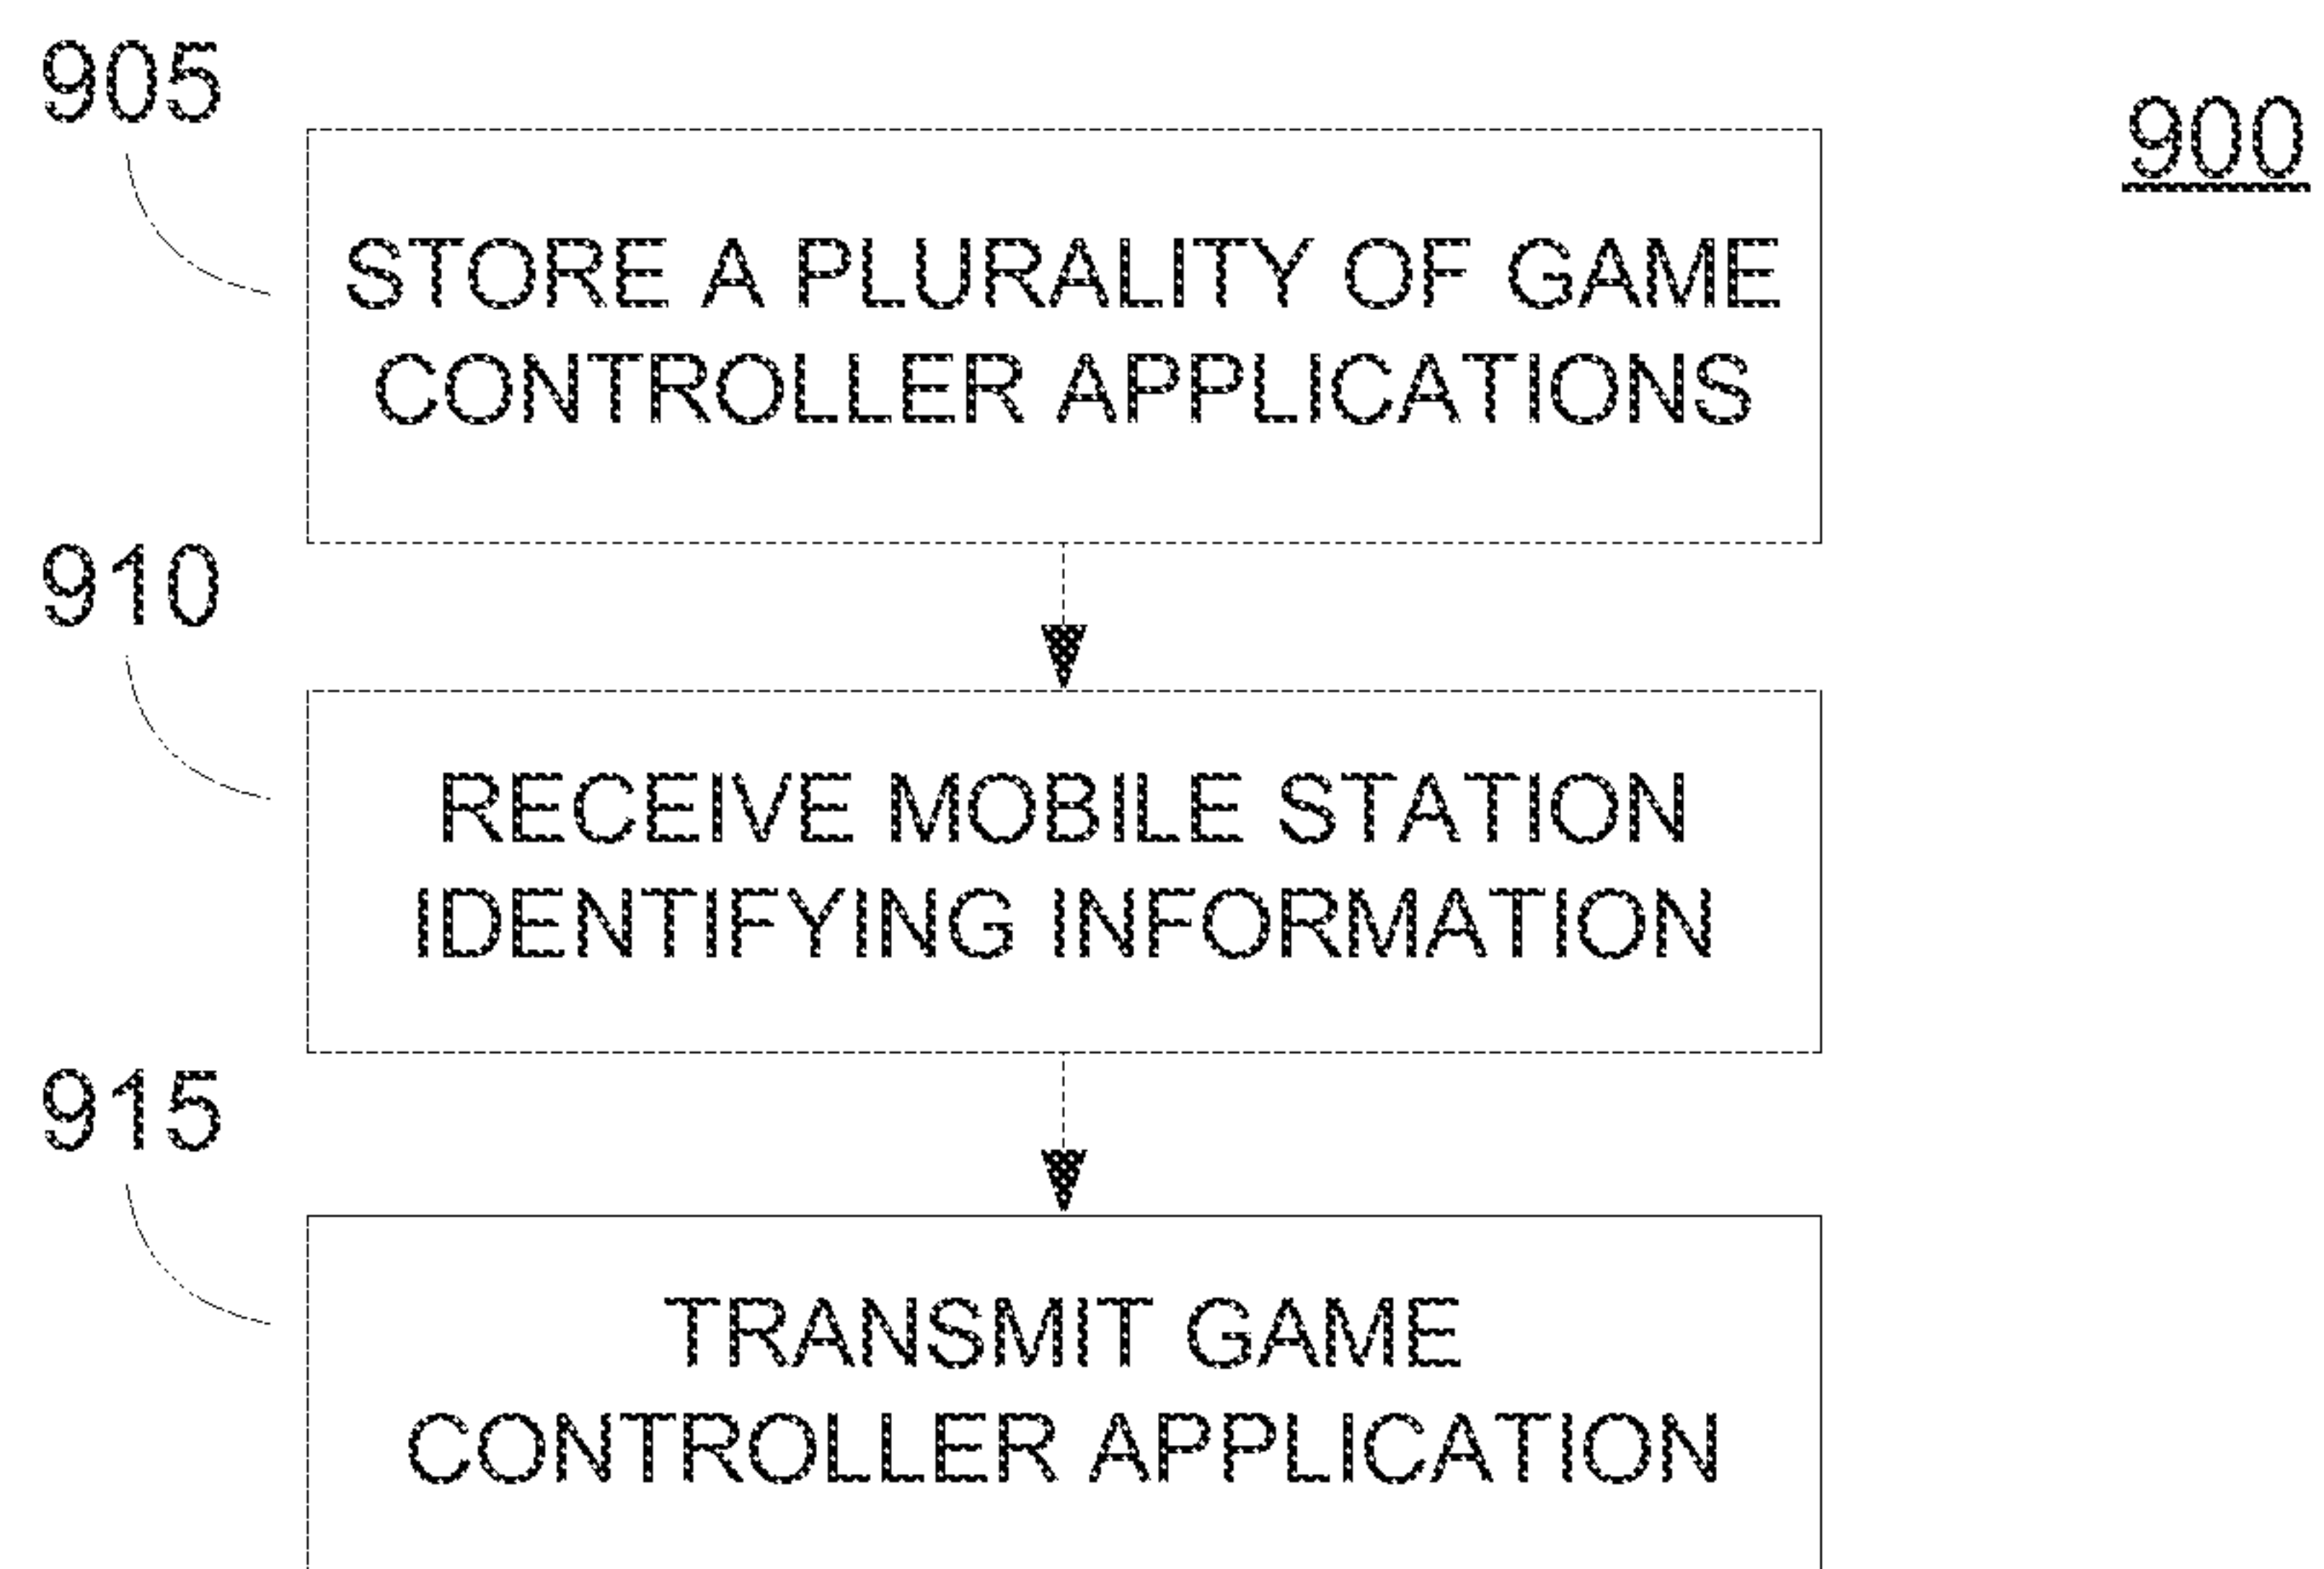 905
900
STORE A PLURALITY OF GAME
CONTROLLER APPLICATIONS
910
RECEIVE MOBILE STATION
IDENTIFYING INFORMATION
915
TRANSMIT GAME
CONTROLLER APPLICATION